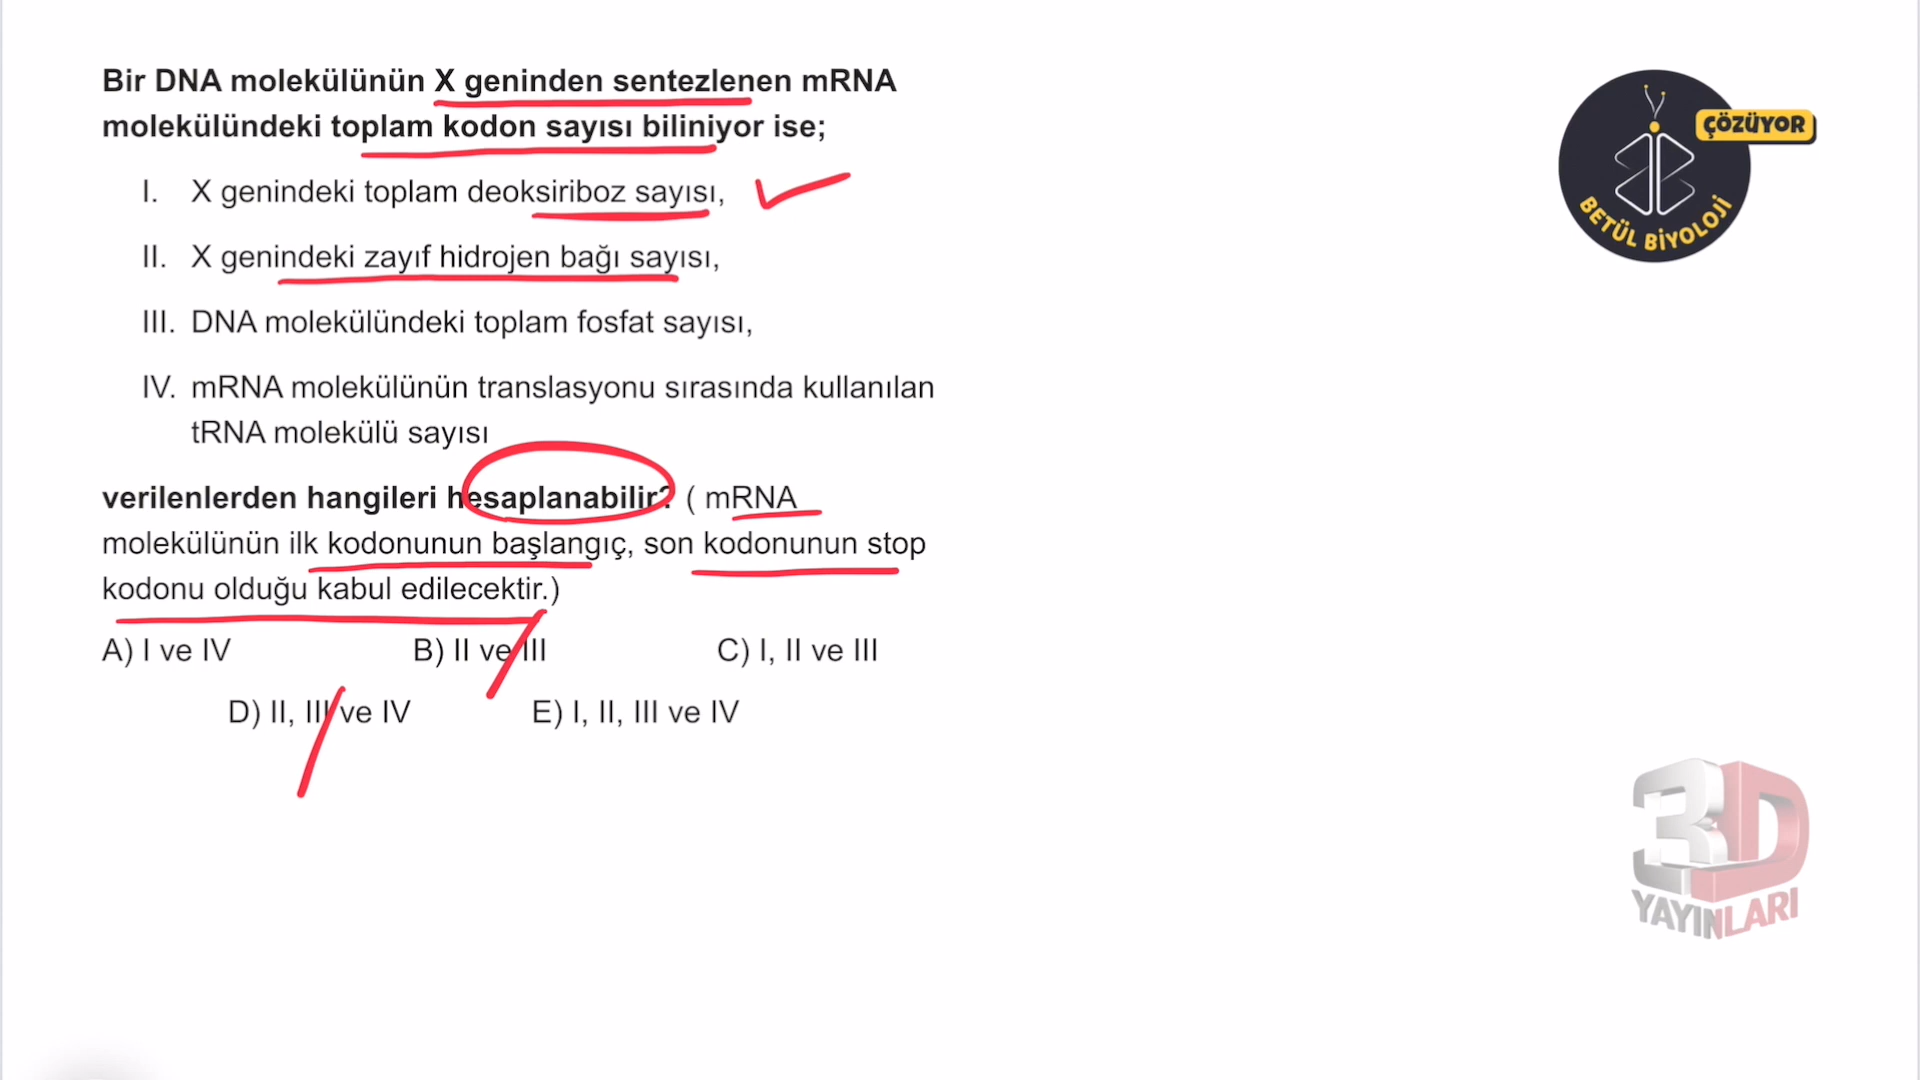 Bir DNA molekülünün X geninden sentezlenen mRNA
molekülündeki toplam kodon sayısı biliniyor ise;
I. X genindeki toplam deoksiriboz sayısı,
II. X genindeki zayıf hidrojen bağı sayısı,
III. DNA molekülündeki toplam fosfat sayısı,
IV. mRNA molekülünün translasyonu sırasında kullanılan
tRNA molekülü sayısı
verilenlerden hangileri hesaplanabilir? ( mRNA
molekülünün ilk kodonunun başlangıç, son kodonunun stop
kodonu olduğu kabul edilecektir.)
A) I ve IV B) II ve III C) I, II ve III
D) II, III ve IV E) I, II, III ve IV
ÇÖZÜYOR
BETÜL BİYOLOJİ
3D
YAYINLARI